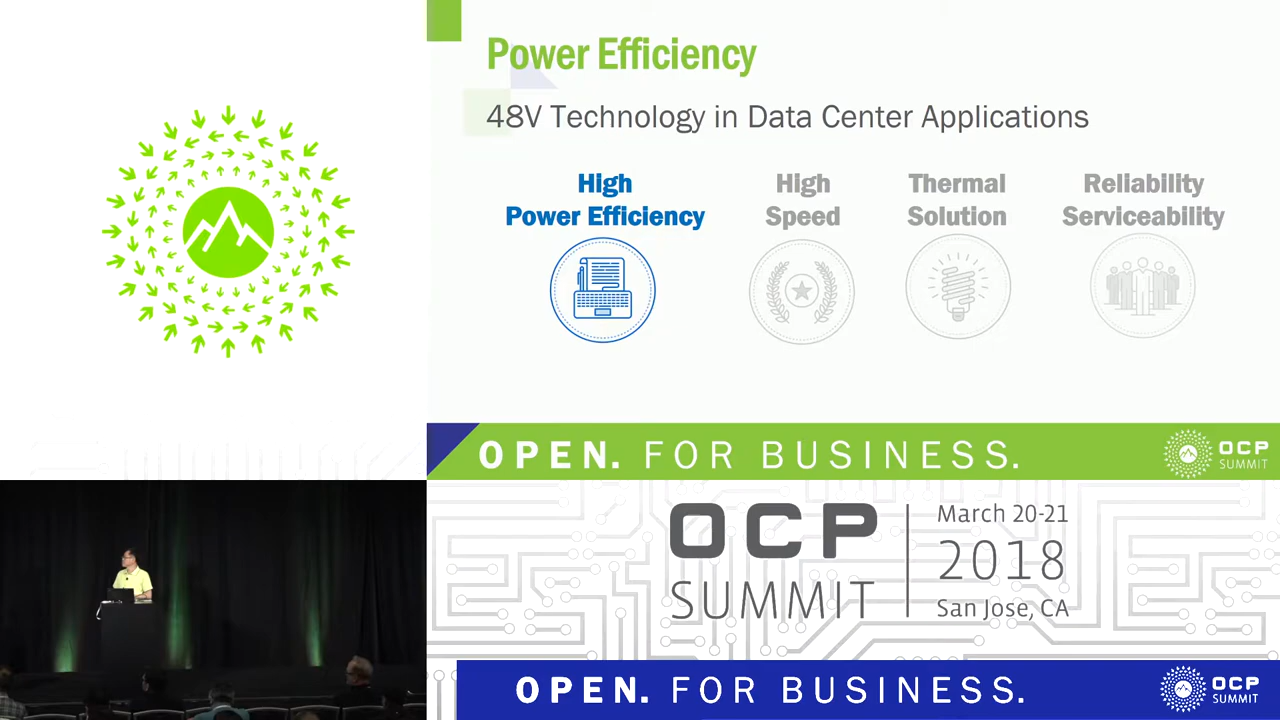 Power Efficiency
48V Technology in Data Center Applications
High
Power Efficiency
High
Speed
Thermal
Solution
Reliability
Serviceability
OPEN. FOR BUSINESS.
OCP
SUMMIT
OCP
SUMMIT
March 20-21
2018
San Jose, CA
OPEN. FOR BUSINESS.
OCP
SUMMIT